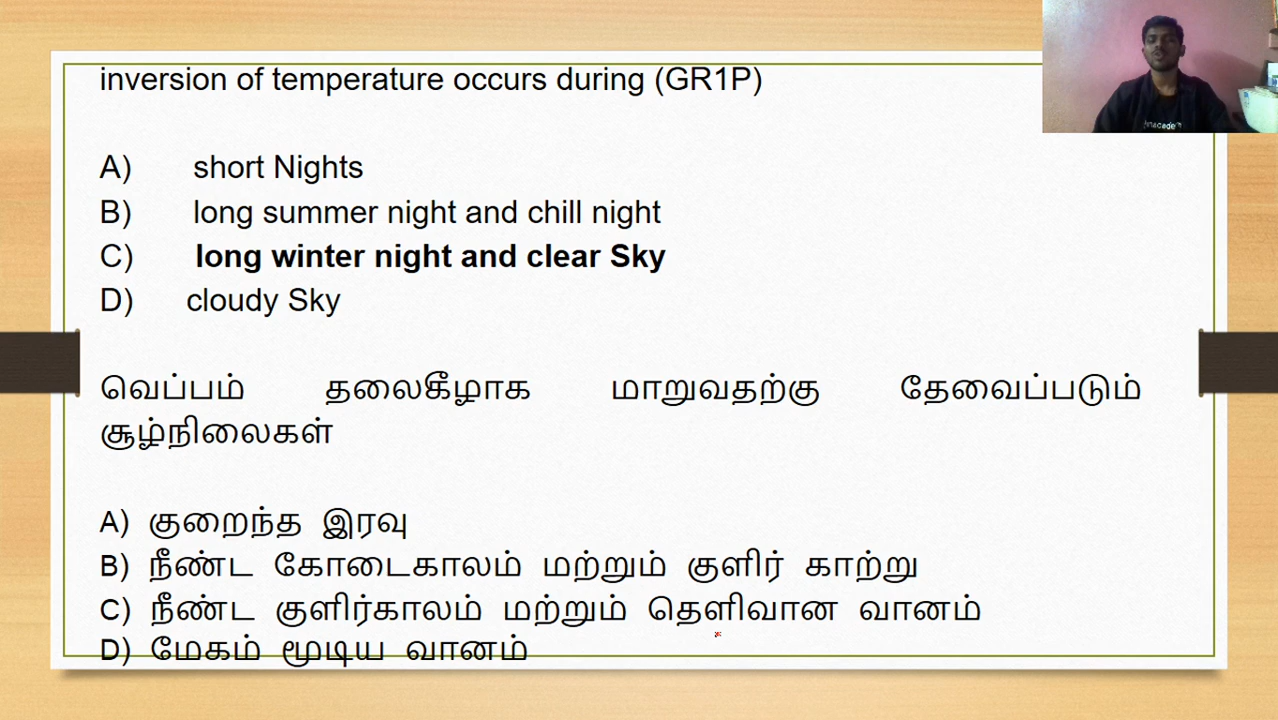 inversion of temperature occurs during (GR1P)
A) short Nights
B) long summer night and chill night
C) long winter night and clear Sky
D) cloudy Sky
வெப்பம் தலைகீழாக மாறுவதற்கு தேவைப்படும்
சூழ்நிலைகள்
A) குறைந்த இரவு
B) நீண்ட கோடைகாலம் மற்றும் குளிர் காற்று
C) நீண்ட குளிர்காலம் மற்றும் தெளிவான வானம்
D) மேகம் மூடிய வானம்